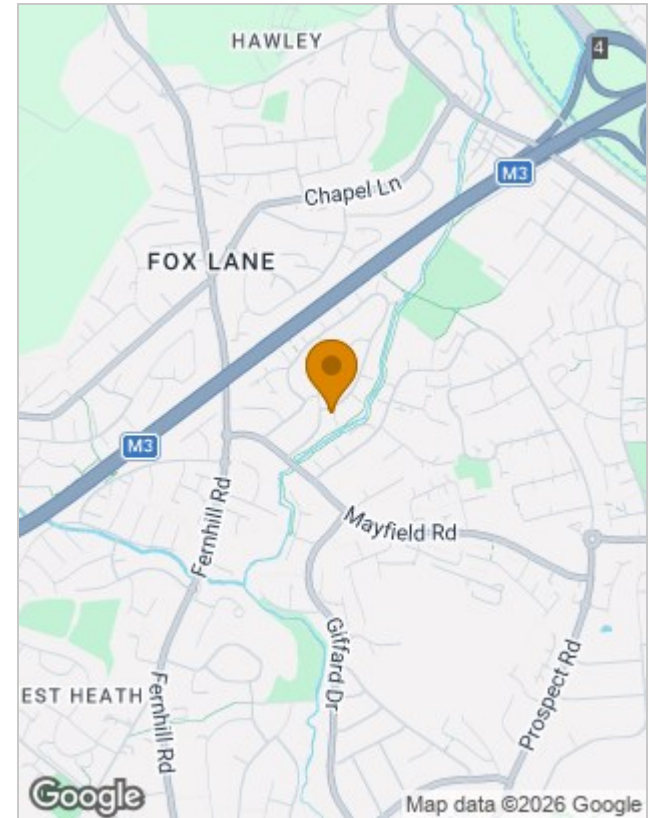 HAWLEY
4
M3
Chapel Ln
FOX LANE
M3
Fernhill Rd
Mayfield Rd
Giffard Dr
Prospect Rd
EST HEATH
Fernhill Rd
Google
Map data ©2026 Google